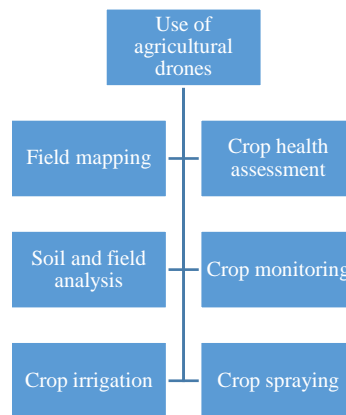 Use of
agricultural
drones
Field mapping
Crop health
assessment
Soil and field
analysis
Crop monitoring
Crop irrigation
Crop spraying